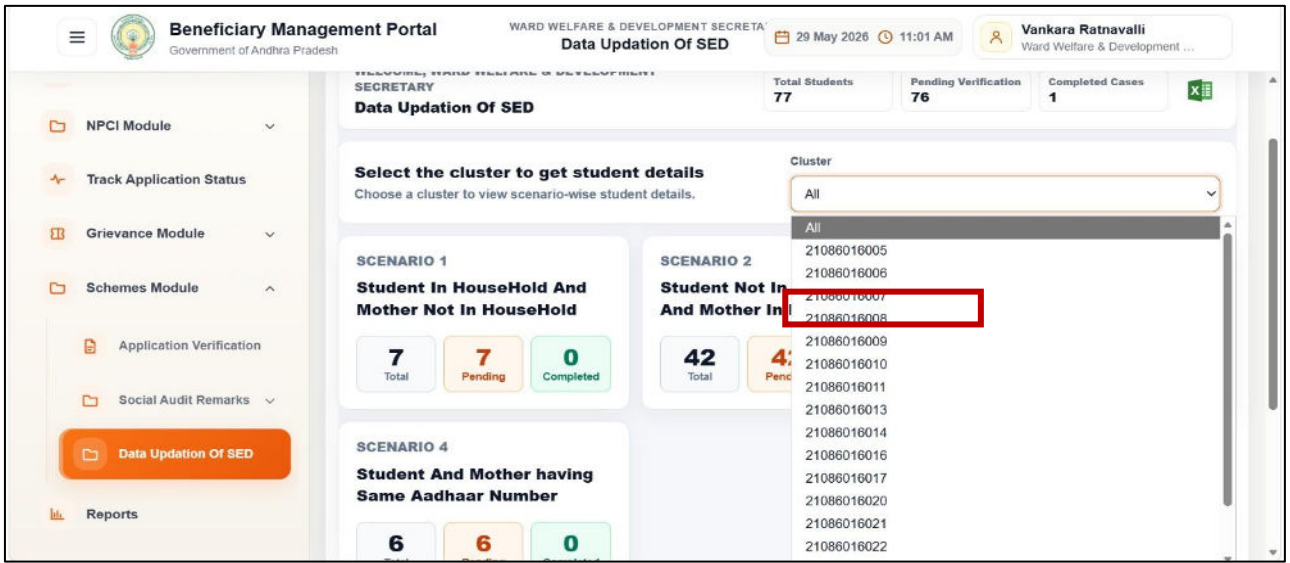 Beneficiary Management Portal
Government of Andhra Pradesh
WARD WELFARE & DEVELOPMENT SECRETA
Data Updation Of SED
29 May 2026 11:01 AM
Vankara Ratnavalli
Ward Welfare & Development ...
NPCI Module
Track Application Status
Grievance Module
Schemes Module
Application Verification
Social Audit Remarks
Data Updation Of SED
Reports
WELCOME, WARD WELFARE & DEVELOPMENT
SECRETARY
Data Updation Of SED
Total Students
77
Pending Verification
76
Completed Cases
1
Select the cluster to get student details
Choose a cluster to view scenario-wise student details.
Cluster
All
All
21086016005
21086016006
21086016007
21086016008
21086016009
21086016010
21086016011
21086016013
21086016014
21086016016
21086016017
21086016020
21086016021
21086016022
SCENARIO 1
Student In HouseHold And
Mother Not In HouseHold
7
Total
7
Pending
0
Completed
SCENARIO 2
Student Not In
And Mother In
42
Total
SCENARIO 4
Student And Mother having
Same Aadhaar Number
6
6
0